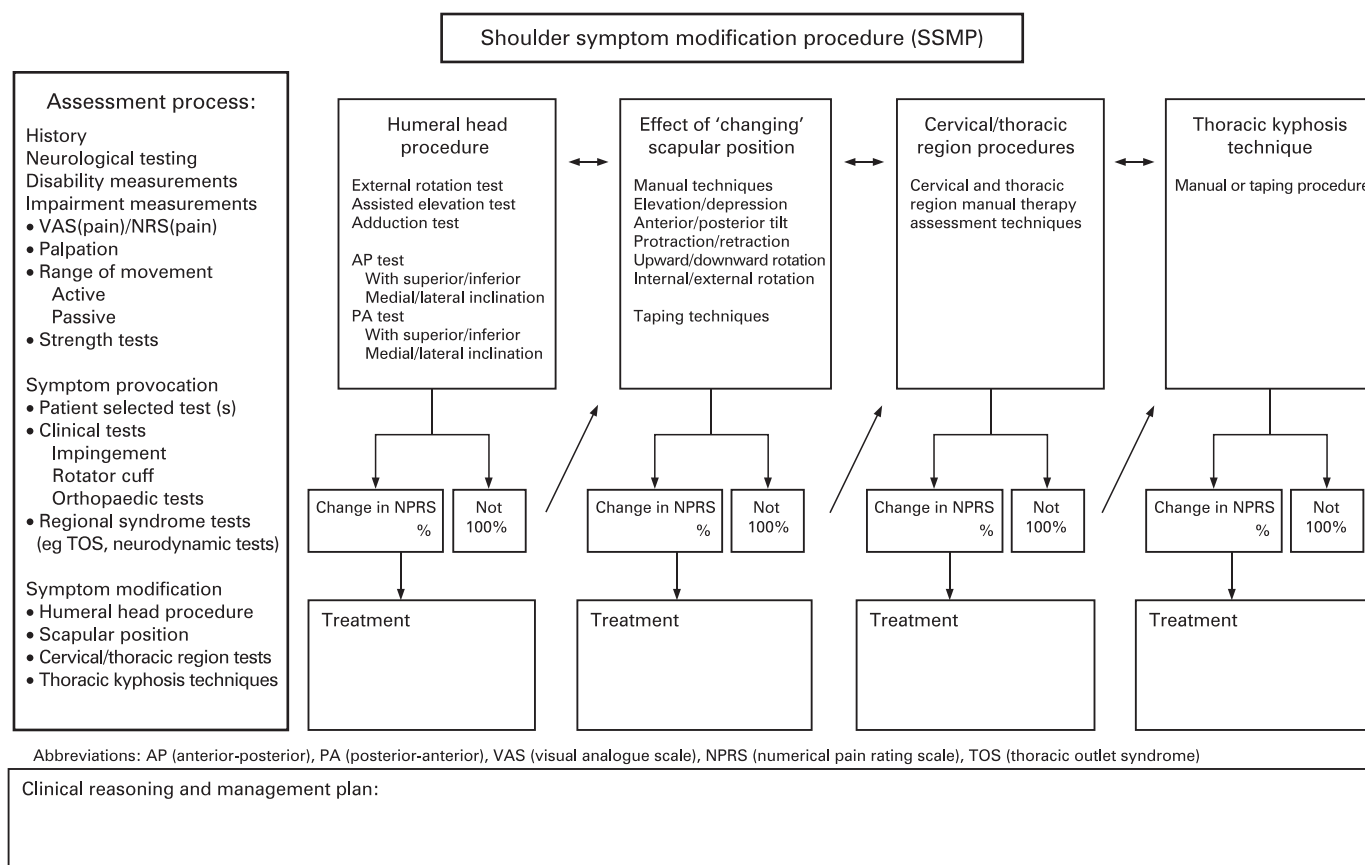 Shoulder symptom modification procedure (SSMP)
Assessment process:
History
Neurological testing
Disability measurements
Impairment measurements
• VAS(pain)/NRS(pain)
• Palpation
• Range of movement
Active
Passive
• Strength tests
Symptom provocation
• Patient selected test (s)
• Clinical tests
Impingement
Rotator cuff
Orthopaedic tests
• Regional syndrome tests
(eg TOS, neurodynamic tests)
Symptom modification
• Humeral head procedure
• Scapular position
• Cervical/thoracic region tests
• Thoracic kyphosis techniques
Humeral head
procedure
External rotation test
Assisted elevation test
Adduction test
AP test
With superior/inferior
Medial/lateral inclination
PA test
With superior/inferior
Medial/lateral inclination
Change in NPRS
%
Not
100%
Treatment
Effect of ‘changing’
scapular position
Manual techniques
Elevation/depression
Anterior/posterior tilt
Protraction/retraction
Upward/downward rotation
Internal/external rotation
Taping techniques
Change in NPRS
%
Not
100%
Treatment
Cervical/thoracic
region procedures
Cervical and thoracic
region manual therapy
assessment techniques
Change in NPRS
%
Not
100%
Treatment
Thoracic kyphosis
technique
Manual or taping procedure
Change in NPRS
%
Not
100%
Treatment
Abbreviations: AP (anterior-posterior), PA (posterior-anterior), VAS (visual analogue scale), NPRS (numerical pain rating scale), TOS (thoracic outlet syndrome)
Clinical reasoning and management plan: